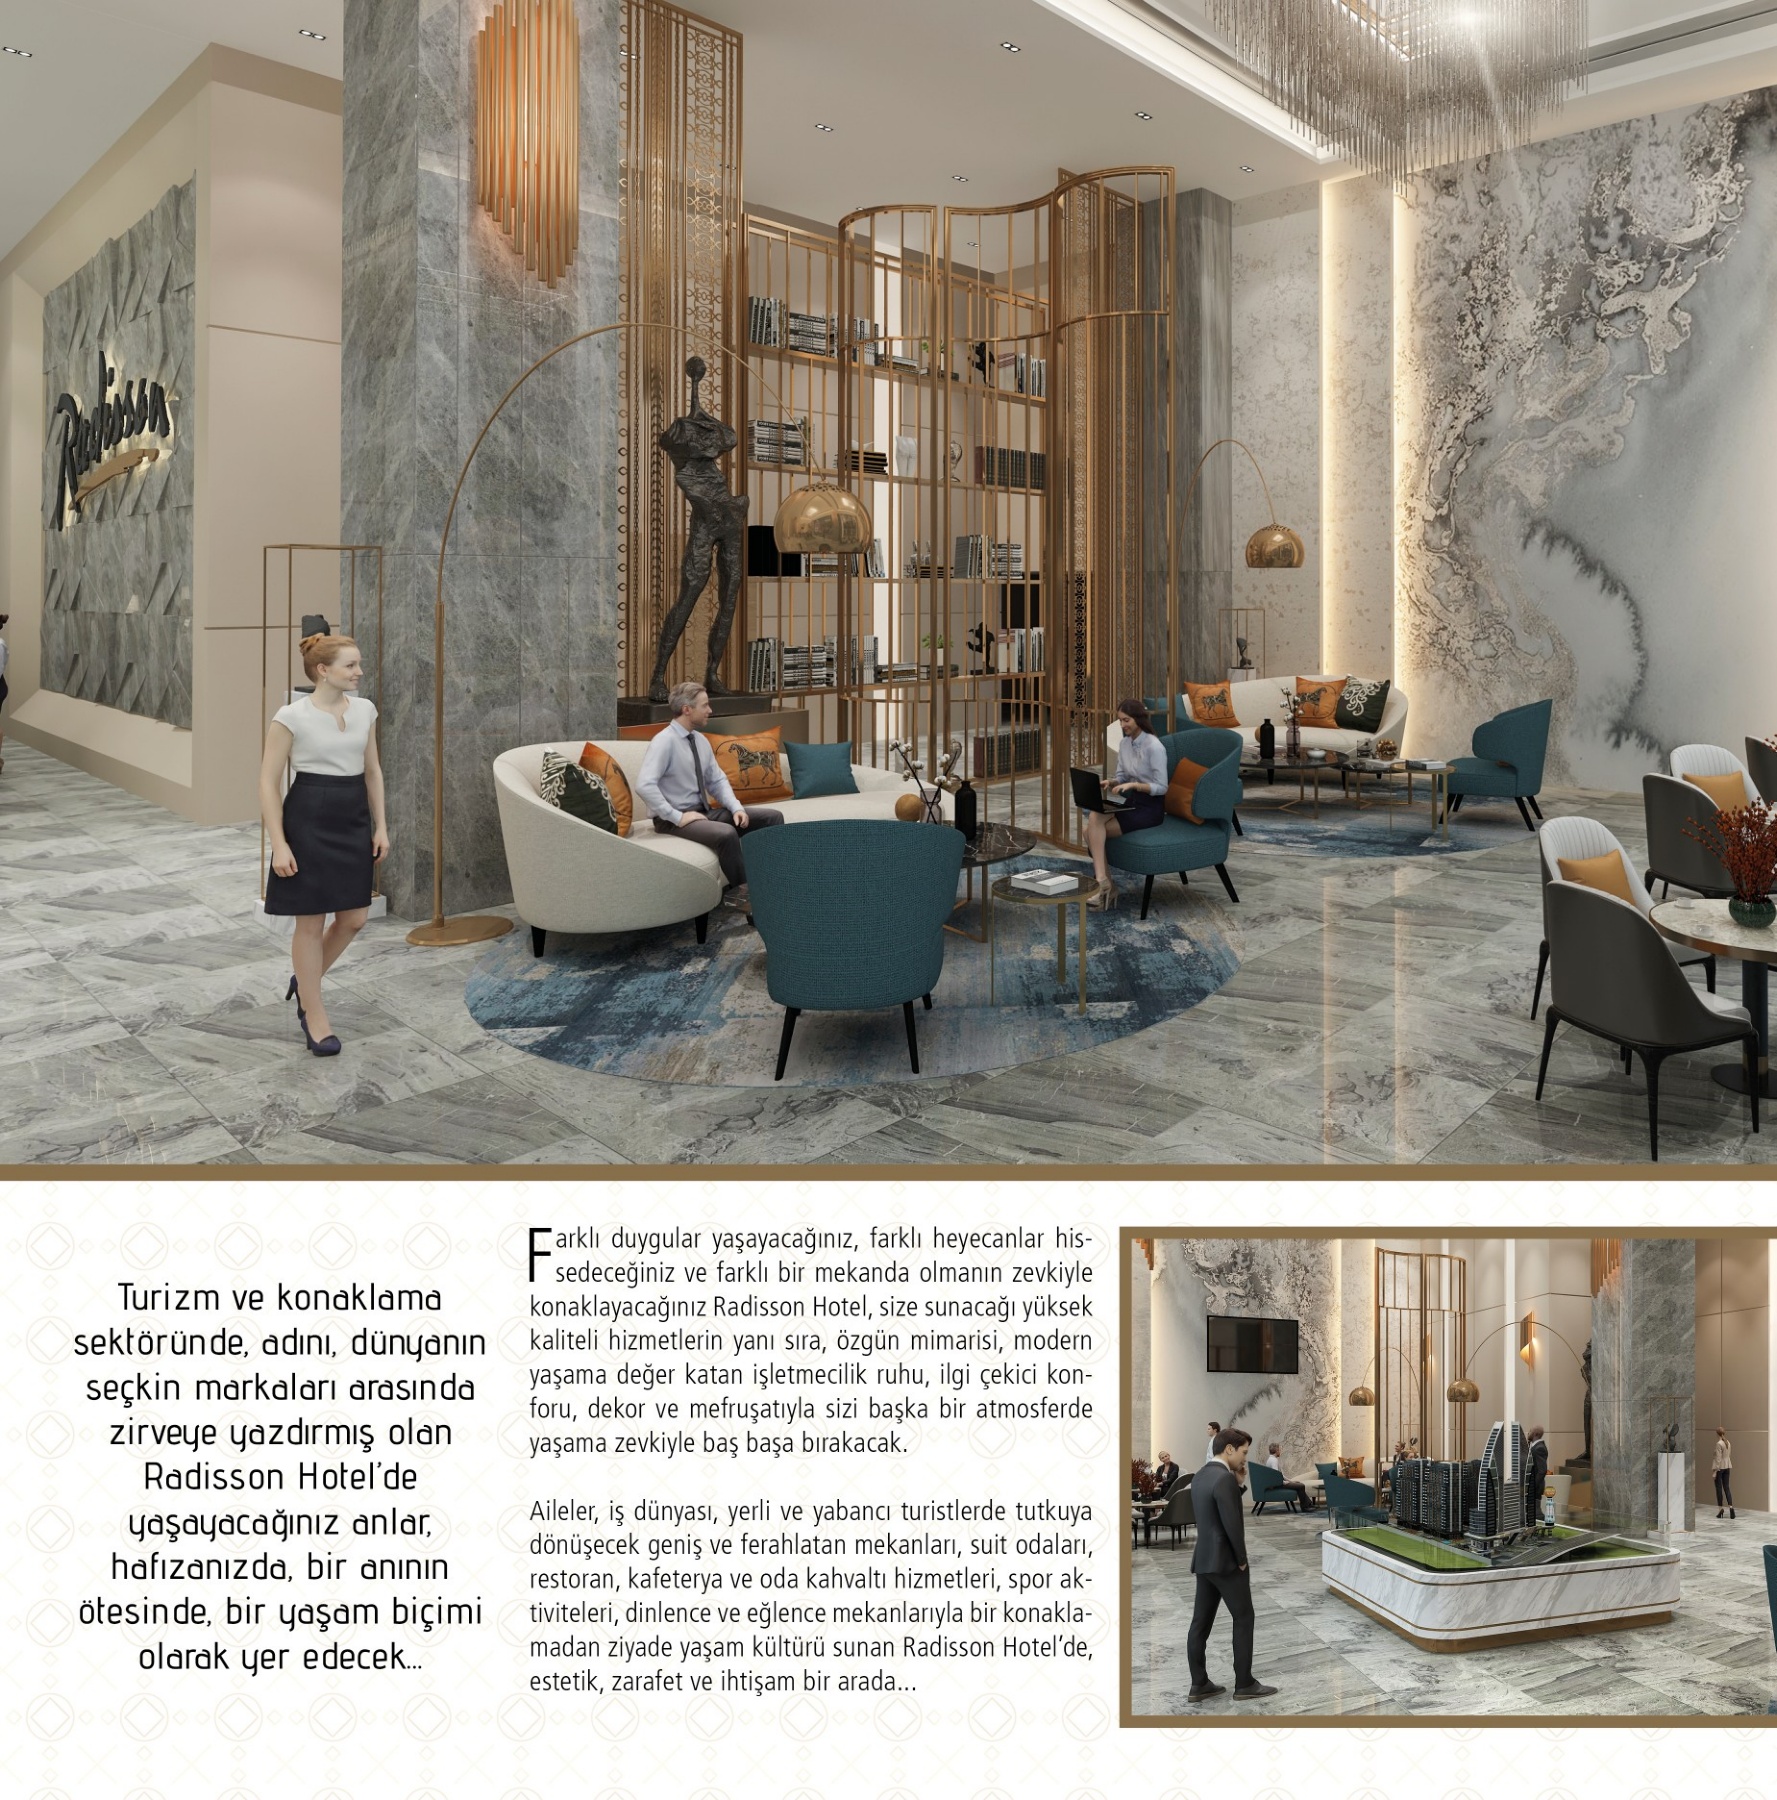 Radisson
Turizm ve konaklama
sektöründe, adını, dünyanın
seçkin markaları arasında
zirveye yazdırmış olan
Radisson Hotel’de
yaşayacağınız anlar,
hafızanızda, bir anının
ötesinde, bir yaşam biçimi
olarak yer edecek...
Farklı duygular yaşayacağınız, farklı heyecanlar his-
sedeceğiniz ve farklı bir mekanda olmanın zevkiyle
konaklayacağınız Radisson Hotel, size sunacağı yüksek
kaliteli hizmetlerin yanı sıra, özgün mimarisi, modern
yaşama değer katan işletmecilik ruhu, ilgi çekici kon-
foru, dekor ve mefruşatıyla sizi başka bir atmosferde
yaşama zevkiyle baş başa bırakacak.
Aileler, iş dünyası, yerli ve yabancı turistlerde tutkuya
dönüşecek geniş ve ferahlatan mekanları, suit odaları,
restoran, kafeterya ve oda kahvaltı hizmetleri, spor ak-
tiviteleri, dinlence ve eğlence mekanlarıyla bir konakla-
madan ziyade yaşam kültürü sunan Radisson Hotel’de,
estetik, zarafet ve ihtişam bir arada...